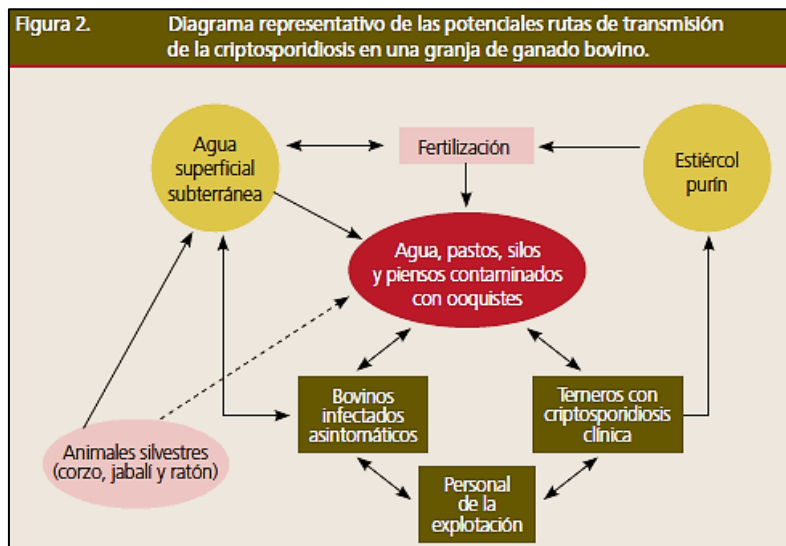 Figura 2. Diagrama representativo de las potenciales rutas de transmisión
de la criptosporidiosis en una granja de ganado bovino.
Agua
superficial
subterránea
Fertilización
Estiércol
purín
Agua, pastos, silos
y piensos contaminados
con ooquistes
Bovinos
infectados
asintomáticos
Terneros con
criptosporidiosis
clínica
Animales silvestres
(corzo, jabalí y ratón)
Personal
de la
explotación